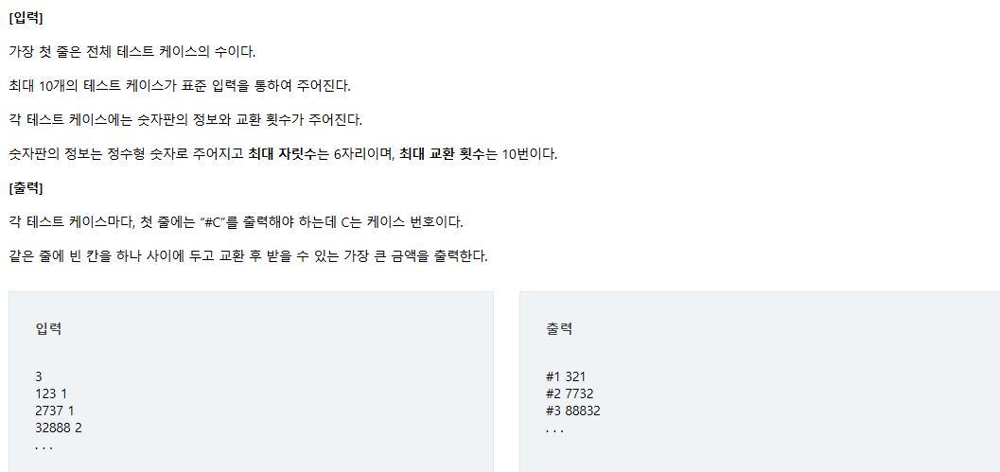 [입력]
가장 첫 줄은 전체 테스트 케이스의 수이다.
최대 10개의 테스트 케이스가 표준 입력을 통하여 주어진다.
각 테스트 케이스에는 숫자판의 정보와 교환 횟수가 주어진다.
숫자판의 정보는 정수형 숫자로 주어지고 최대 자릿수는 6자리이며, 최대 교환 횟수는 10번이다.
[출력]
각 테스트 케이스마다, 첫 줄에는 “#C”를 출력해야 하는데 C는 케이스 번호이다.
같은 줄에 빈 칸을 하나 사이에 두고 교환 후 받을 수 있는 가장 큰 금액을 출력한다.
입력
3
123 1
2737 1
32888 2
. . .
출력
#1 321
#2 7732
#3 88832
. . .